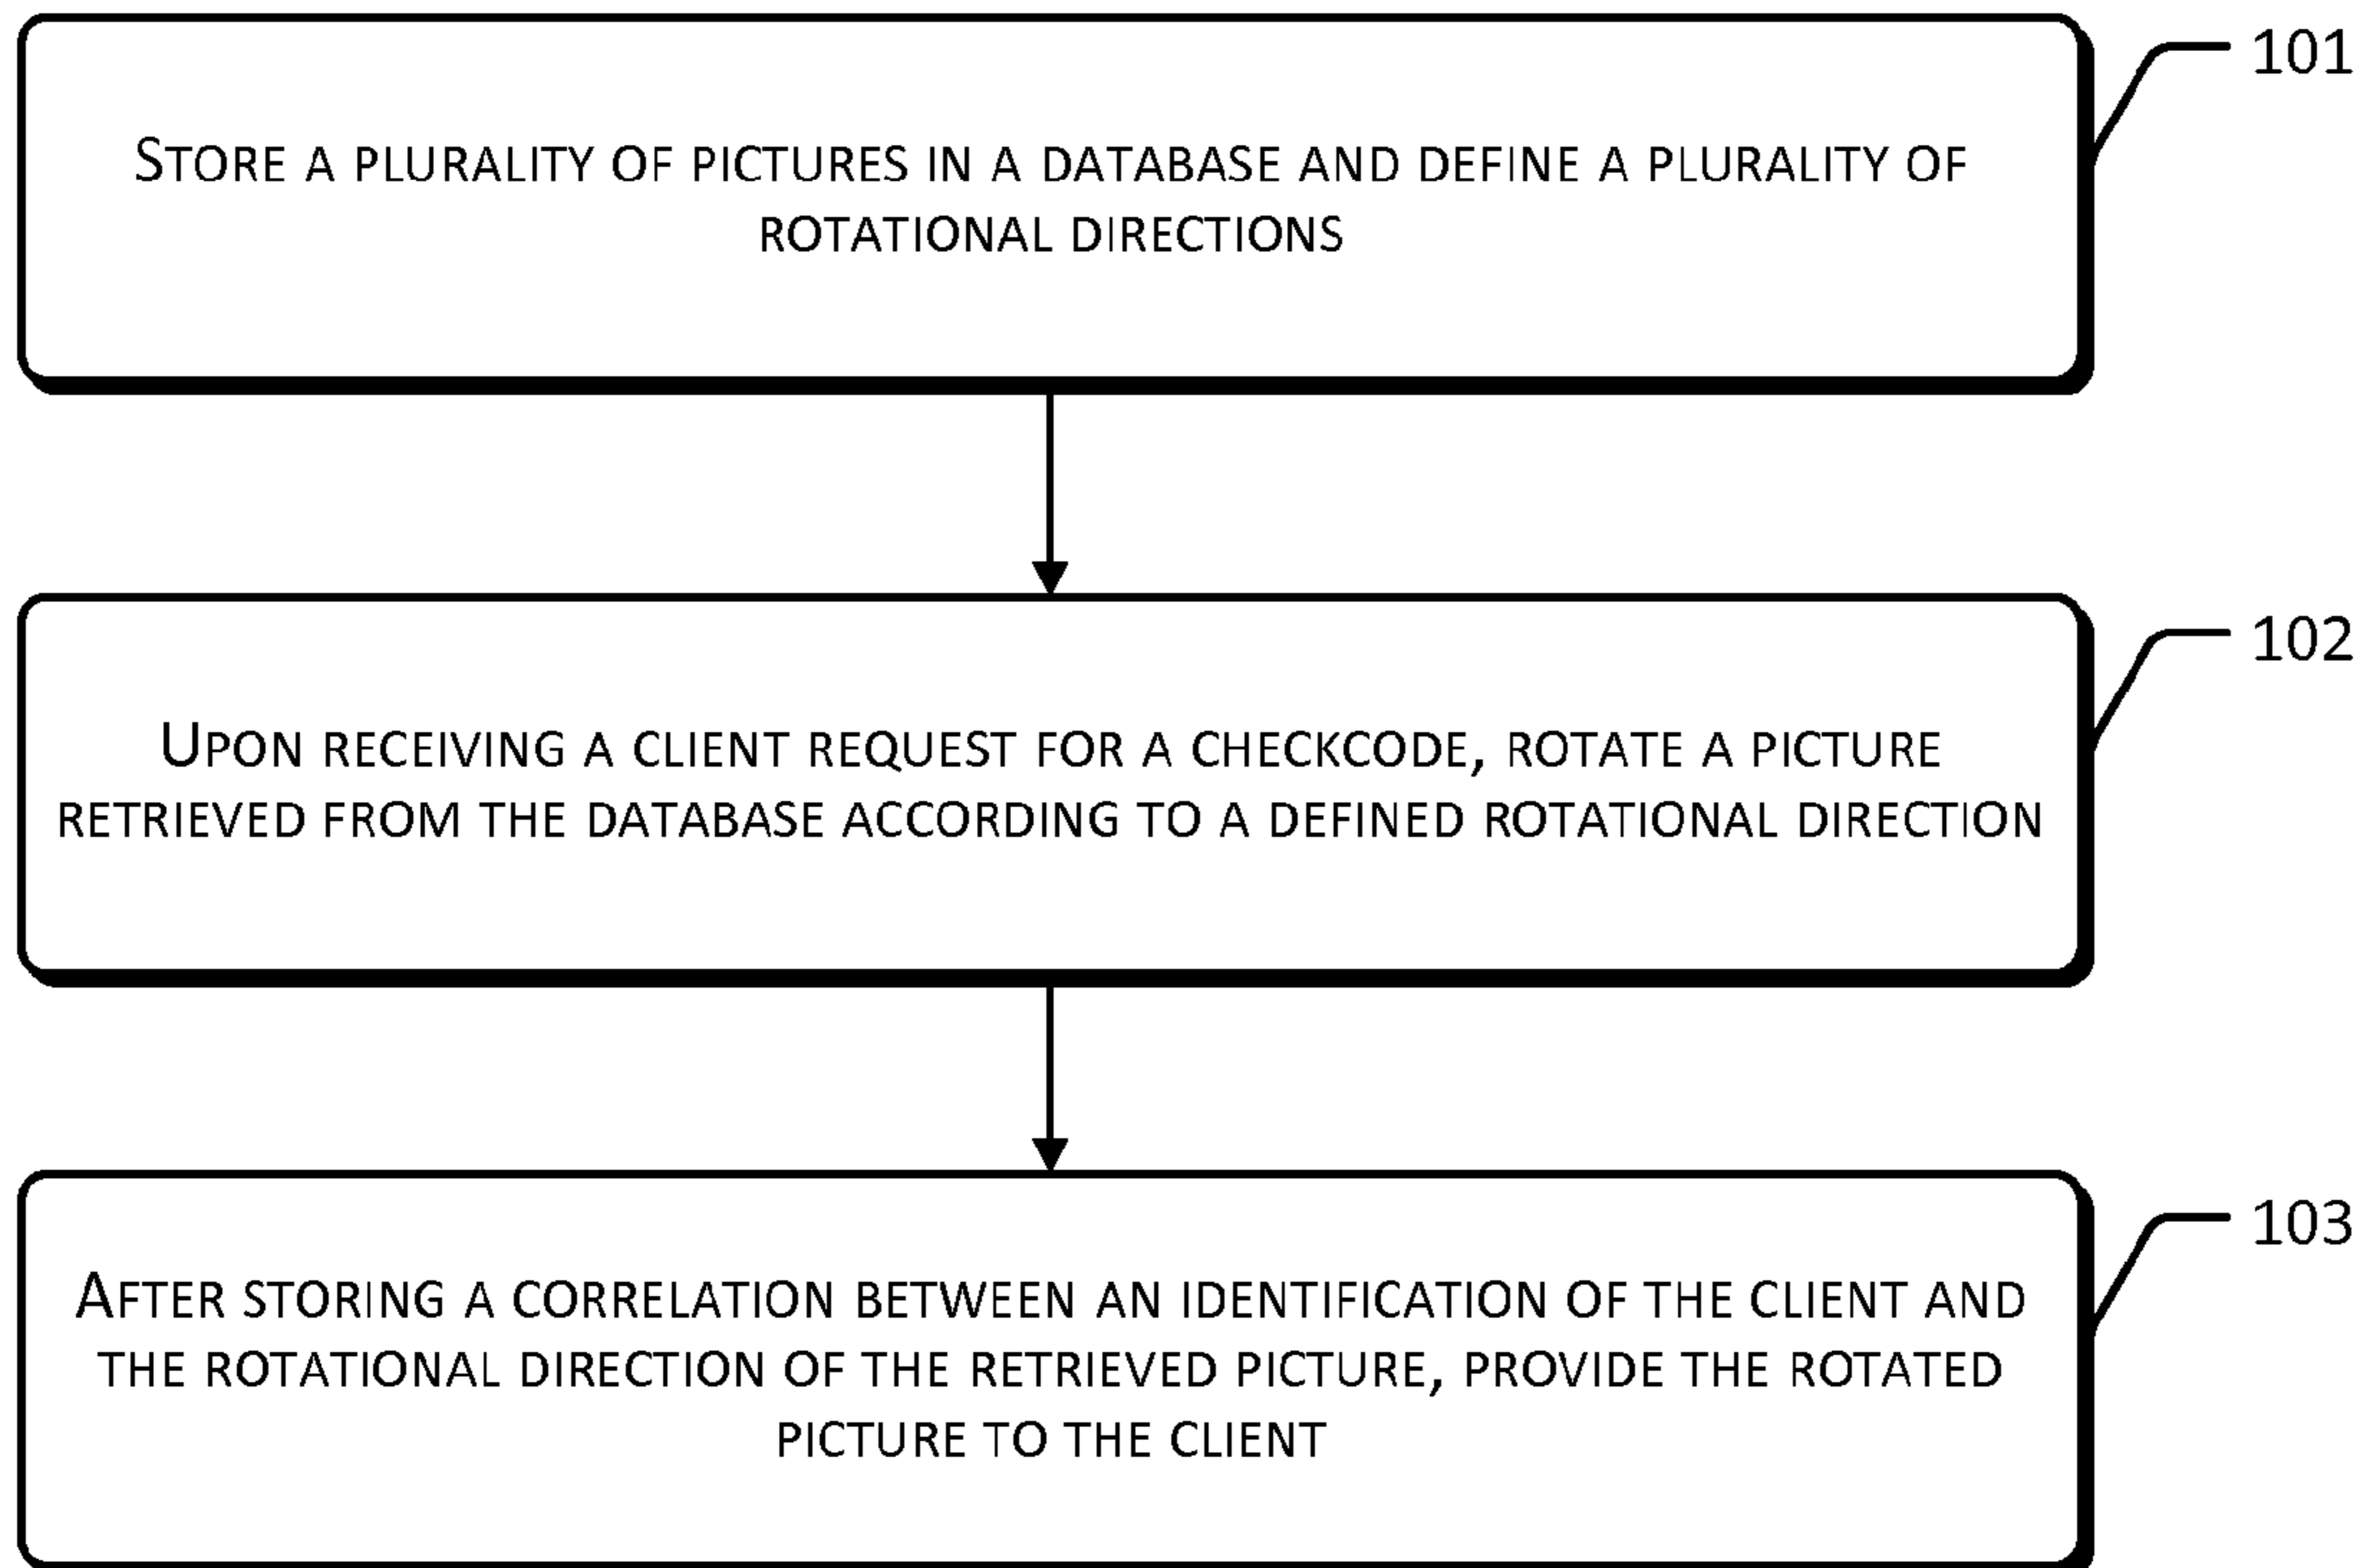 101
STORE A PLURALITY OF PICTURES IN A DATABASE AND DEFINE A PLURALITY OF
ROTATIONAL DIRECTIONS
102
UPON RECEIVING A CLIENT REQUEST FOR A CHECKCODE, ROTATE A PICTURE
RETRIEVED FROM THE DATABASE ACCORDING TO A DEFINED ROTATIONAL DIRECTION
103
AFTER STORING A CORRELATION BETWEEN AN IDENTIFICATION OF THE CLIENT AND
THE ROTATIONAL DIRECTION OF THE RETRIEVED PICTURE, PROVIDE THE ROTATED
PICTURE TO THE CLIENT